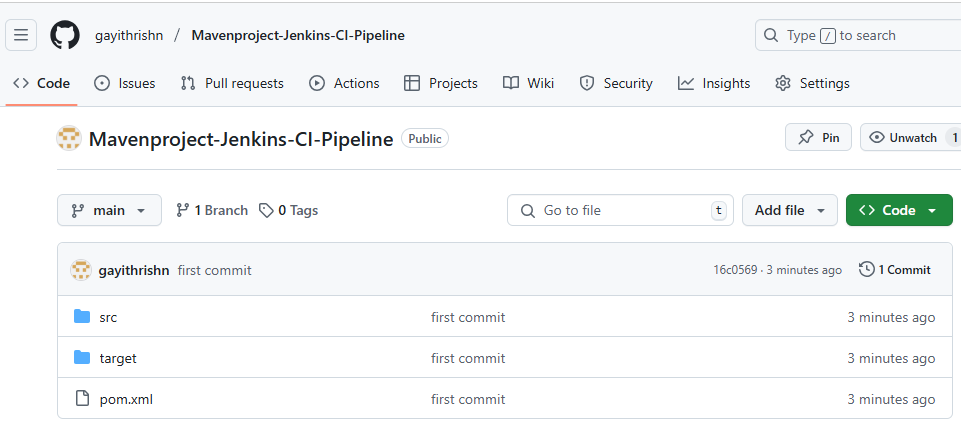 gayithrishn / Mavenproject-Jenkins-CI-Pipeline Type / to search
Code Issues Pull requests Actions Projects Wiki Security Insights Settings
Mavenproject-Jenkins-CI-Pipeline Public Pin Unwatch 1
main 1 Branch 0 Tags Go to file t Add file Code
gayithrishn first commit 16c0569 · 3 minutes ago 1 Commit
src first commit 3 minutes ago
target first commit 3 minutes ago
pom.xml first commit 3 minutes ago